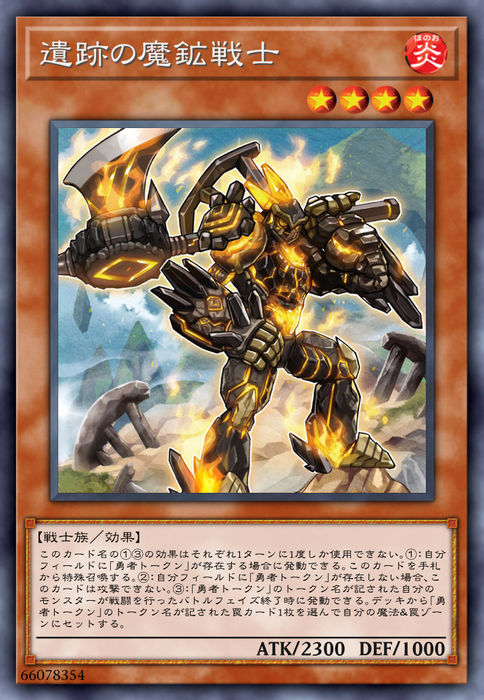 遺跡の魔鉱戦士
ほのお
炎
【戦士族/効果】
このカード名の①③の効果はそれぞれ1ターンに1度しか使用できない。①:自分
フィールドに「勇者トークン」が存在する場合に発動できる。このカードを手札
から特殊召喚する。②:自分フィールドに「勇者トークン」が存在しない場合、こ
のカードは攻撃できない。③:「勇者トークン」のトークン名が記された自分の
モンスターが戦闘を行ったバトルフェイズ終了時に発動できる。デッキから「勇
者トークン」のトークン名が記された罠カード1枚を選んで自分の魔法&罠ゾー
ンにセットする。
ATK/2300 DEF/1000
66078354